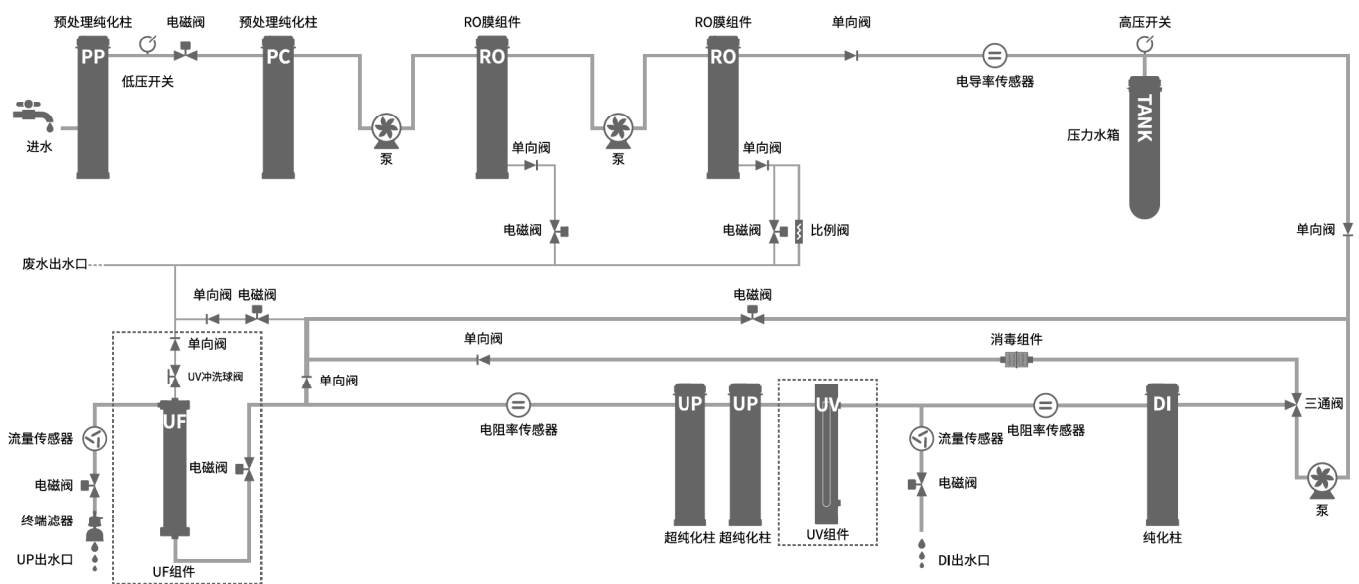 预处理纯化柱
电磁阀
预处理纯化柱
RO膜组件
RO膜组件
单向阀
高压开关
PP
PC
RO
RO
低压开关
电导率传感器
TANK
进水
泵
泵
压力水箱
单向阀
单向阀
电磁阀
电磁阀
比例阀
单向阀
废水出水口
单向阀
电磁阀
电磁阀
单向阀
单向阀
消毒组件
UV冲洗球阀
单向阀
UF
UP
UP
UV
DI
三通阀
流量传感器
电阻率传感器
流量传感器
电阻率传感器
电磁阀
电磁阀
电磁阀
终端滤器
泵
超纯化柱
超纯化柱
UV组件
纯化柱
UP出水口
UF组件
DI出水口